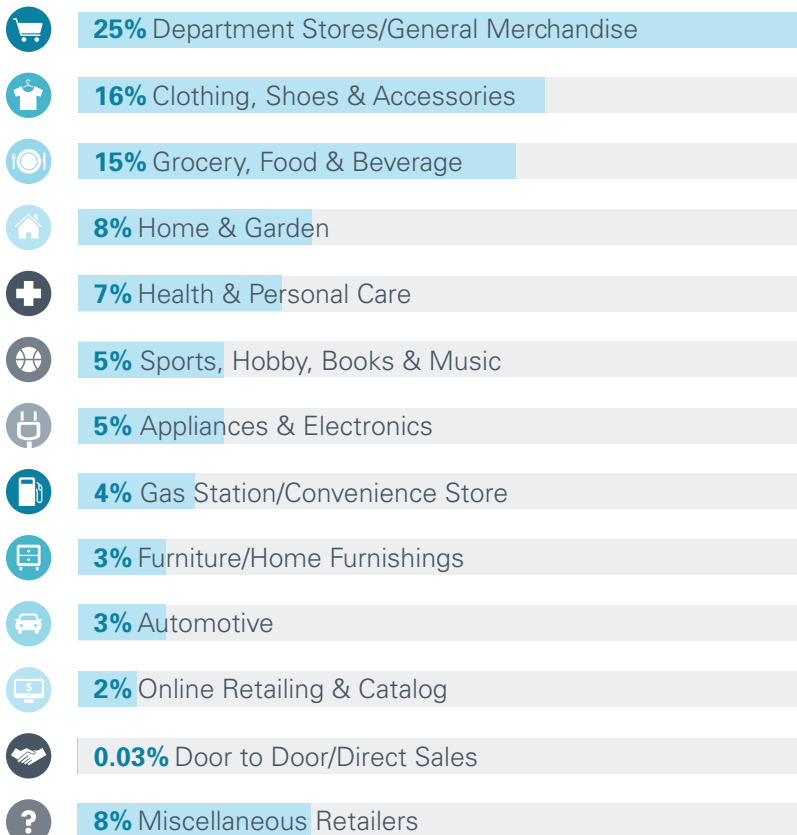 25% Department Stores/General Merchandise
16% Clothing, Shoes & Accessories
15% Grocery, Food & Beverage
8% Home & Garden
7% Health & Personal Care
5% Sports, Hobby, Books & Music
5% Appliances & Electronics
4% Gas Station/Convenience Store
3% Furniture/Home Furnishings
3% Automotive
$
2% Online Retailing & Catalog
0.03% Door to Door/Direct Sales
?
8% Miscellaneous Retailers